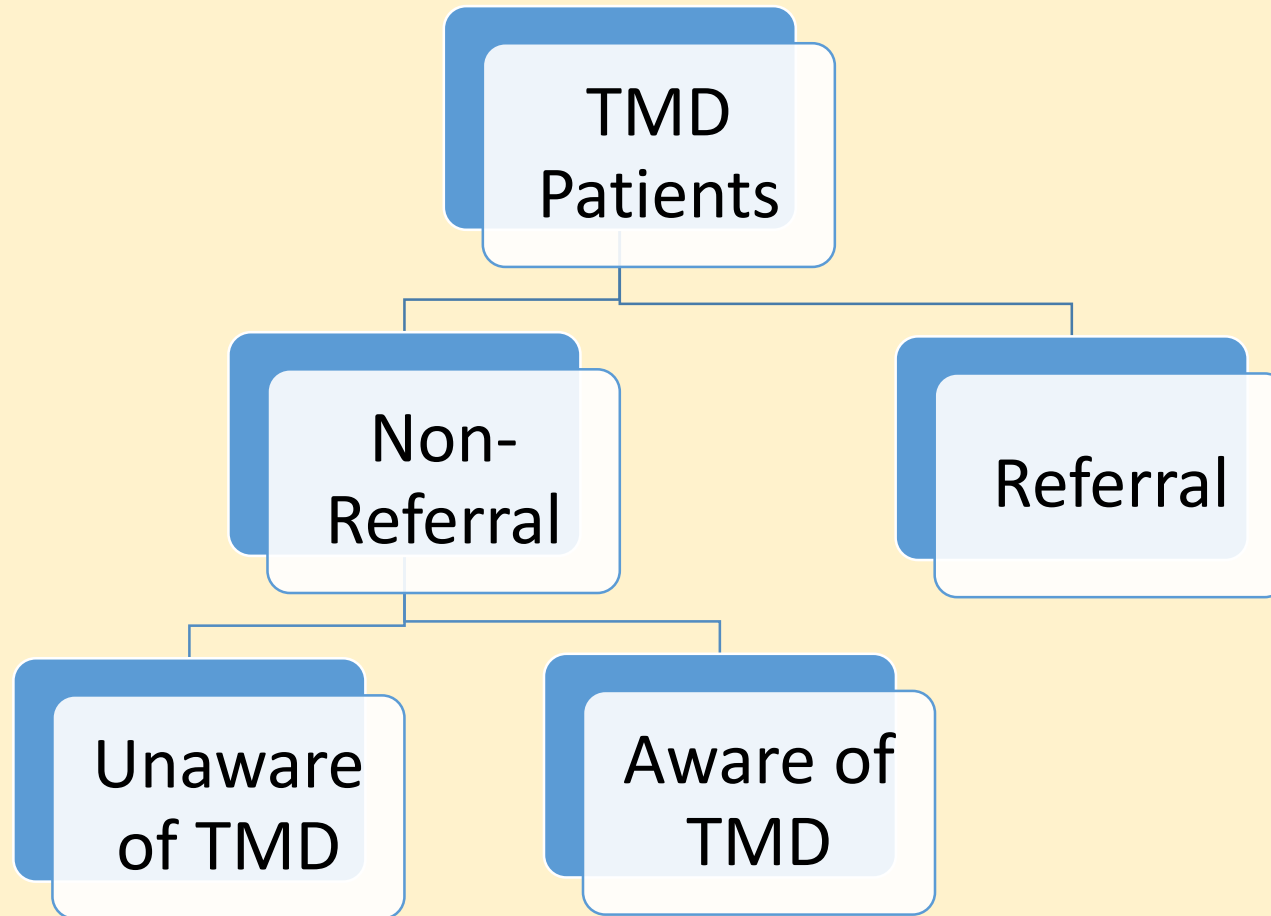 TMD
Patients
Non-
Referral
Referral
Unaware
of TMD
Aware of
TMD